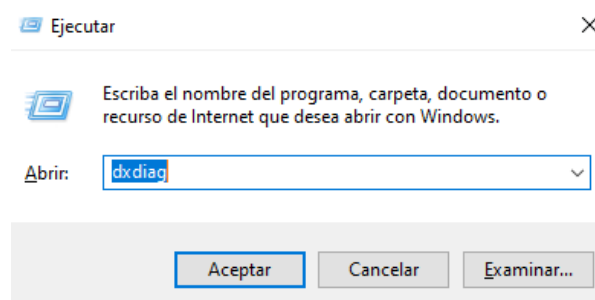 Ejecutar
Escriba el nombre del programa, carpeta, documento o
recurso de Internet que desea abrir con Windows.
Abrir: dxdiag
Aceptar Cancelar Examinar...